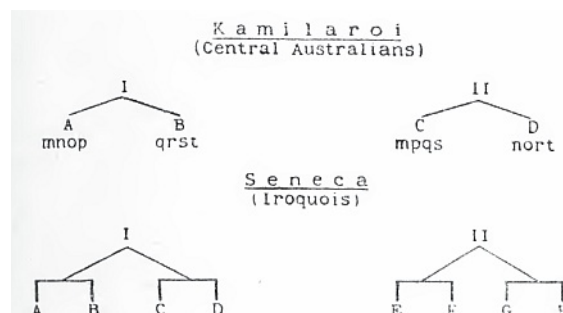 Kamilaroi
(Central Australians)
I II
A B C D
mnop qrst mpqs nort
Seneca
(Iroquois)
I II
A B C D E F G